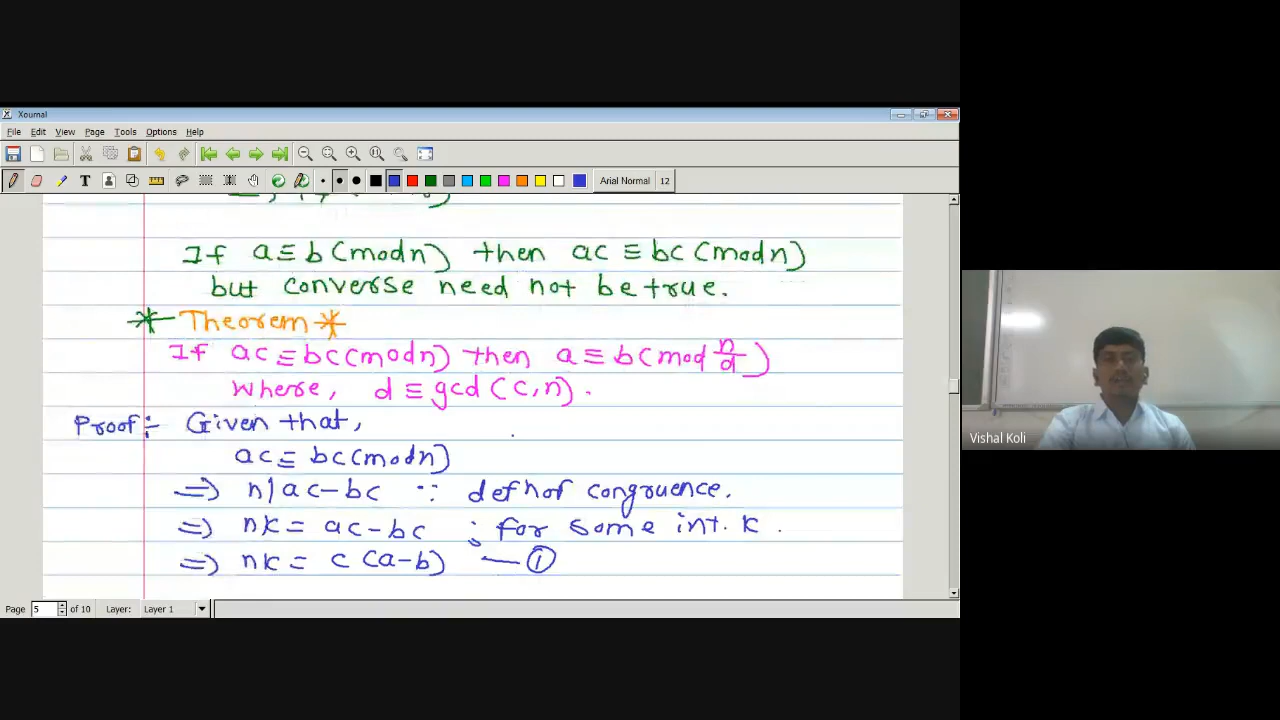 Xournal
File Edit View Page Tools Options Help
Arial Normal 12
If a ≡ b (mod n) then ac ≡ bc (mod n)
but converse need not be true.
* Theorem *
If ac ≡ bc (mod n) then a ≡ b (mod n/d)
where, d ≡ gcd (c, n).
Proof :- Given that,
ac ≡ bc (mod n)
⇒ n | ac - bc ∵ defn of congruence.
⇒ nk = ac - bc ; for some int. k .
⇒ nk = c (a - b) — ①
Page 5 of 10 Layer: Layer 1
Vishal Koli